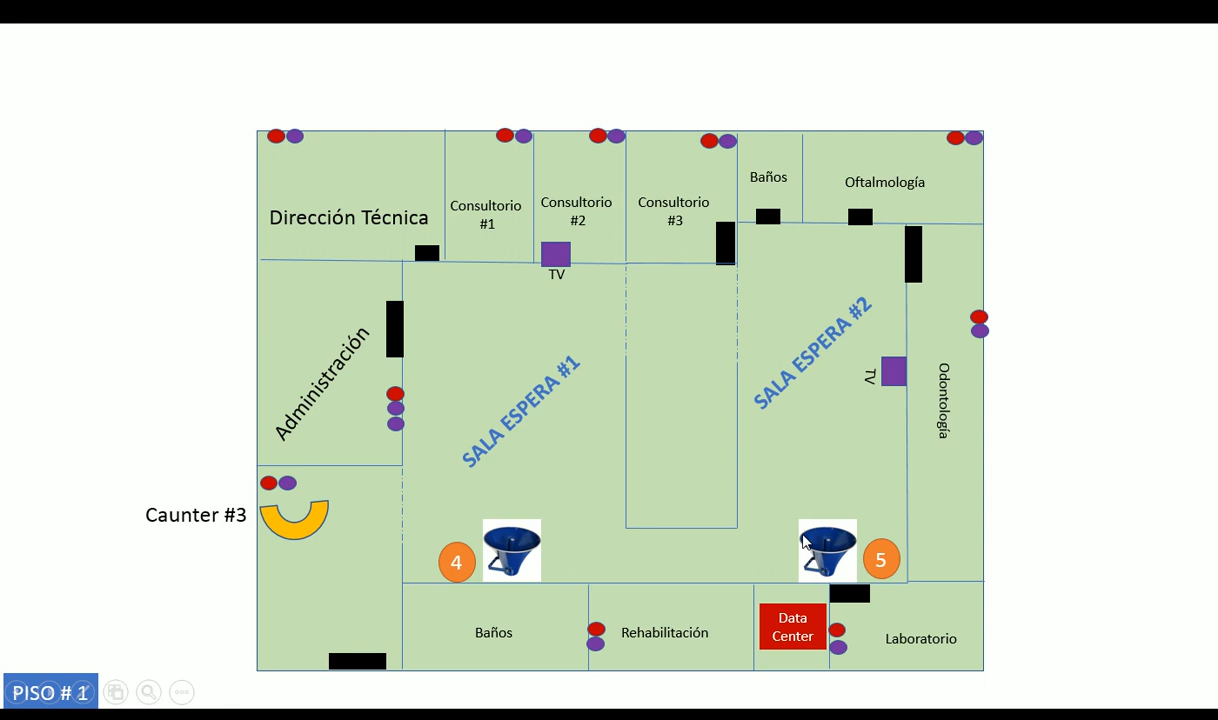 Baños
Oftalmología
Dirección Técnica
Consultorio
#1
Consultorio
#2
Consultorio
#3
TV
Administración
SALA ESPERA #1
SALA ESPERA #2
TV
Odontología
Caunter #3
4
5
Baños
Rehabilitación
Data
Center
Laboratorio
PISO # 1